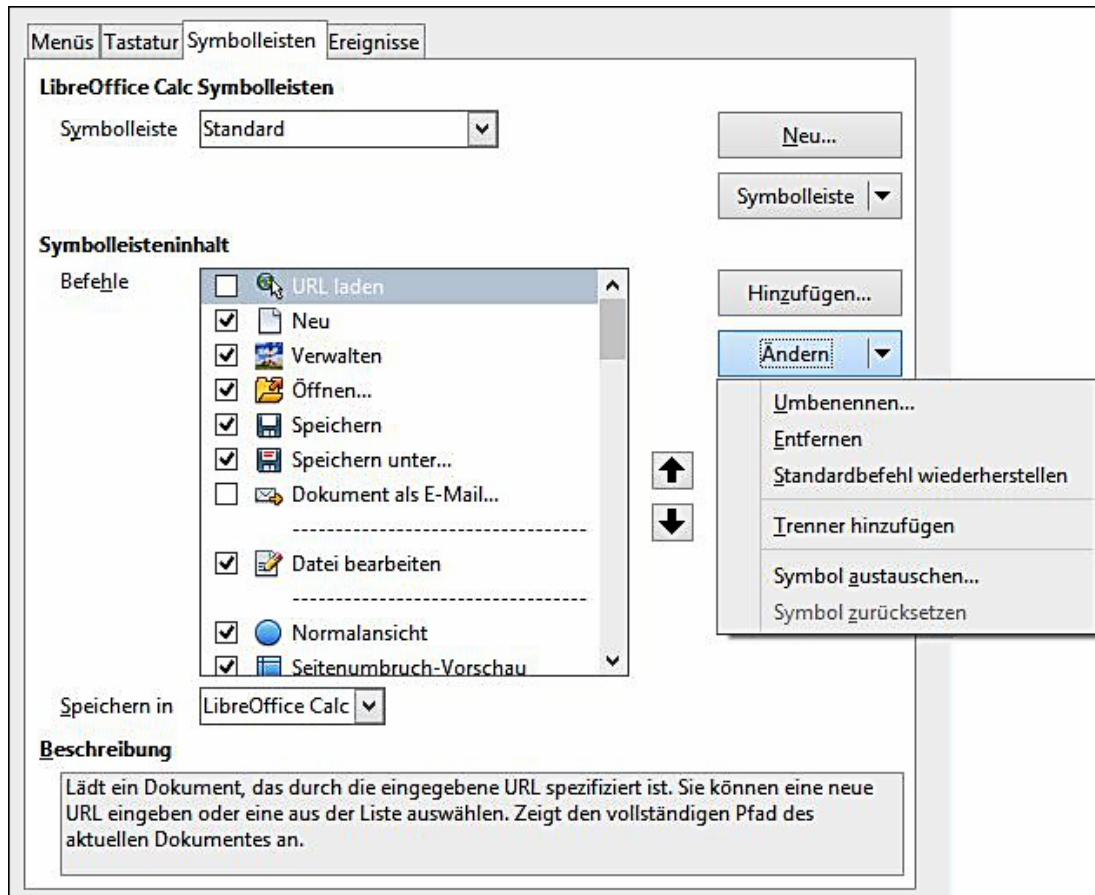 Menüs Tastatur Symbolleisten Ereignisse
LibreOffice Calc Symbolleisten
Symbolleiste Standard
Neu...
Symbolleiste
Symbolleisteninhalt
Befehle
URL laden
Neu
Verwalten
Öffnen...
Speichern
Speichern unter...
Dokument als E-Mail...
--------------------------------
Datei bearbeiten
--------------------------------
Normalansicht
Seitenumbruch-Vorschau
Hinzufügen...
Ändern
Umbenennen...
Entfernen
Standardbefehl wiederherstellen
Trenner hinzufügen
Symbol austauschen...
Symbol zurücksetzen
Speichern in LibreOffice Calc
Beschreibung
Lädt ein Dokument, das durch die eingegebene URL spezifiziert ist. Sie können eine neue
URL eingeben oder eine aus der Liste auswählen. Zeigt den vollständigen Pfad des
aktuellen Dokumentes an.